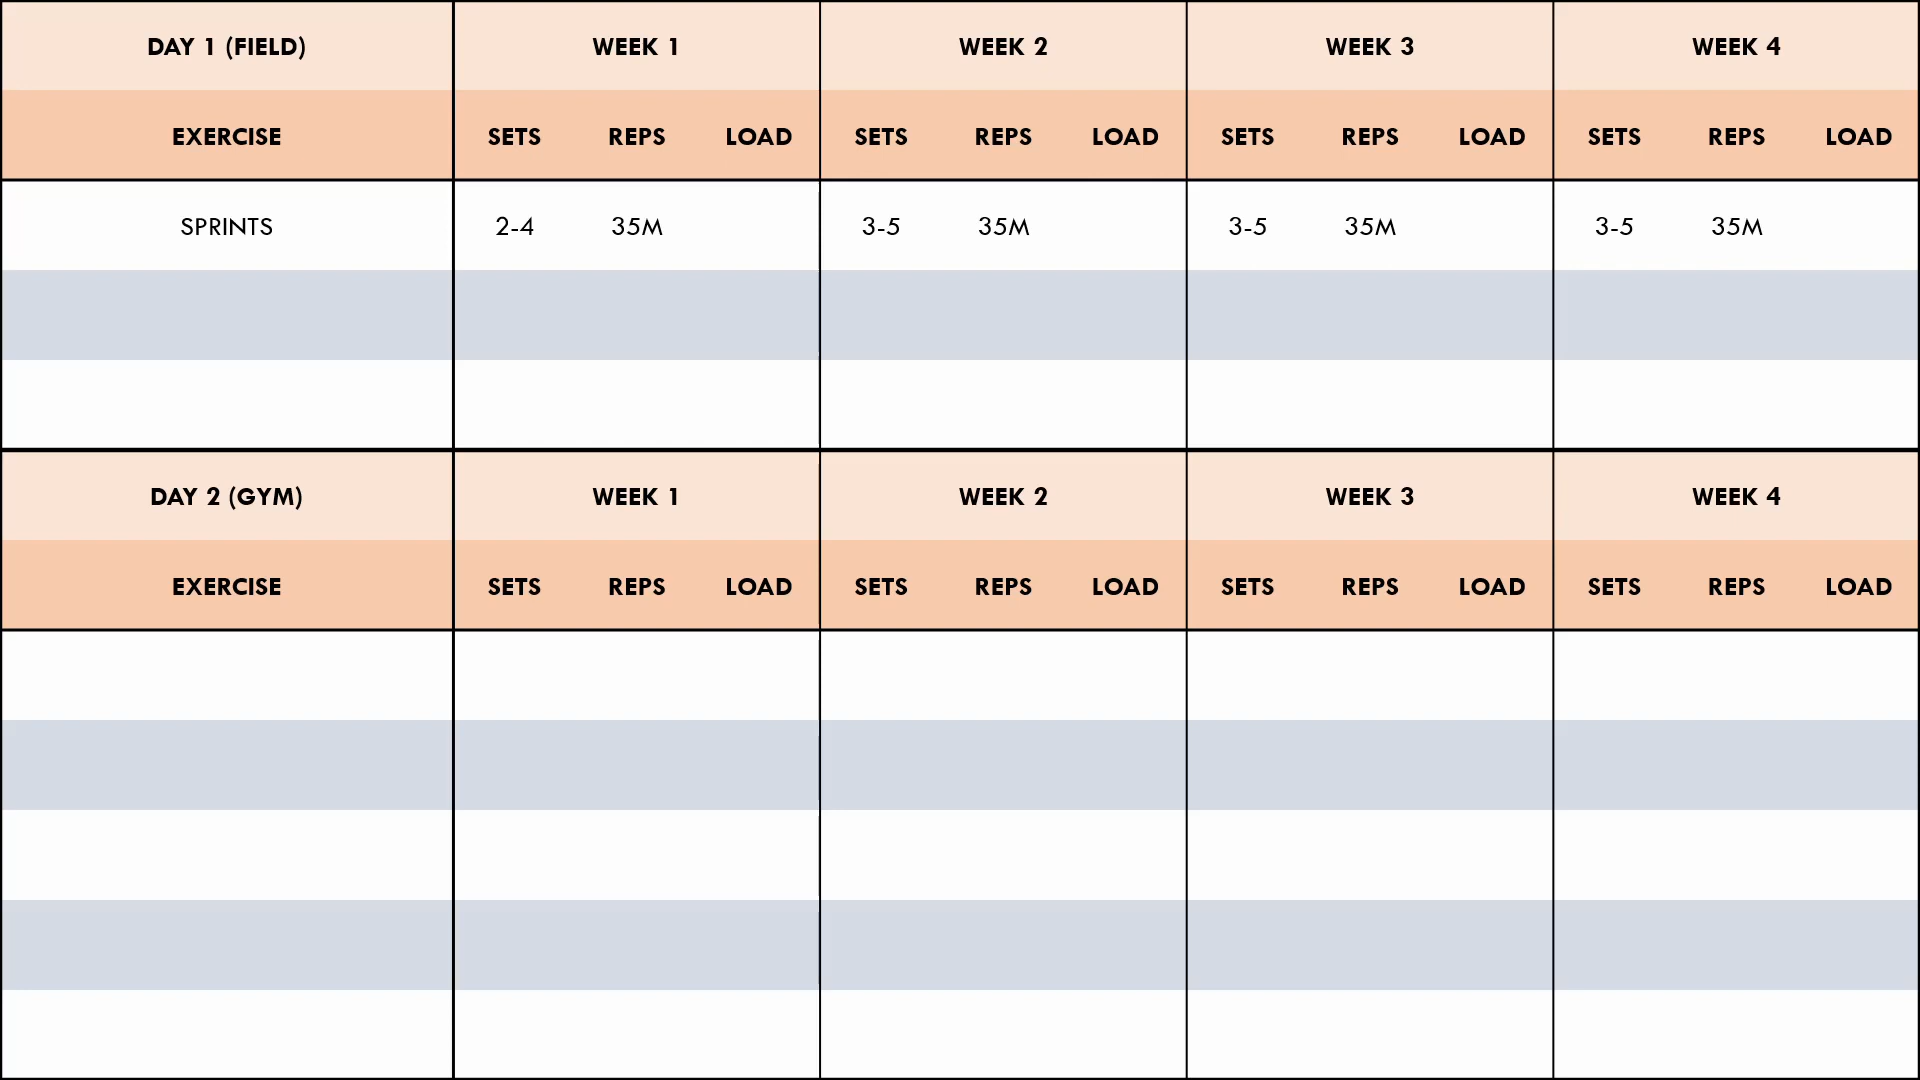 DAY 1 (FIELD) WEEK 1 WEEK 2 WEEK 3 WEEK 4
EXERCISE SETS REPS LOAD SETS REPS LOAD SETS REPS LOAD SETS REPS LOAD
SPRINTS 2-4 35M 3-5 35M 3-5 35M 3-5 35M
DAY 2 (GYM) WEEK 1 WEEK 2 WEEK 3 WEEK 4
EXERCISE SETS REPS LOAD SETS REPS LOAD SETS REPS LOAD SETS REPS LOAD